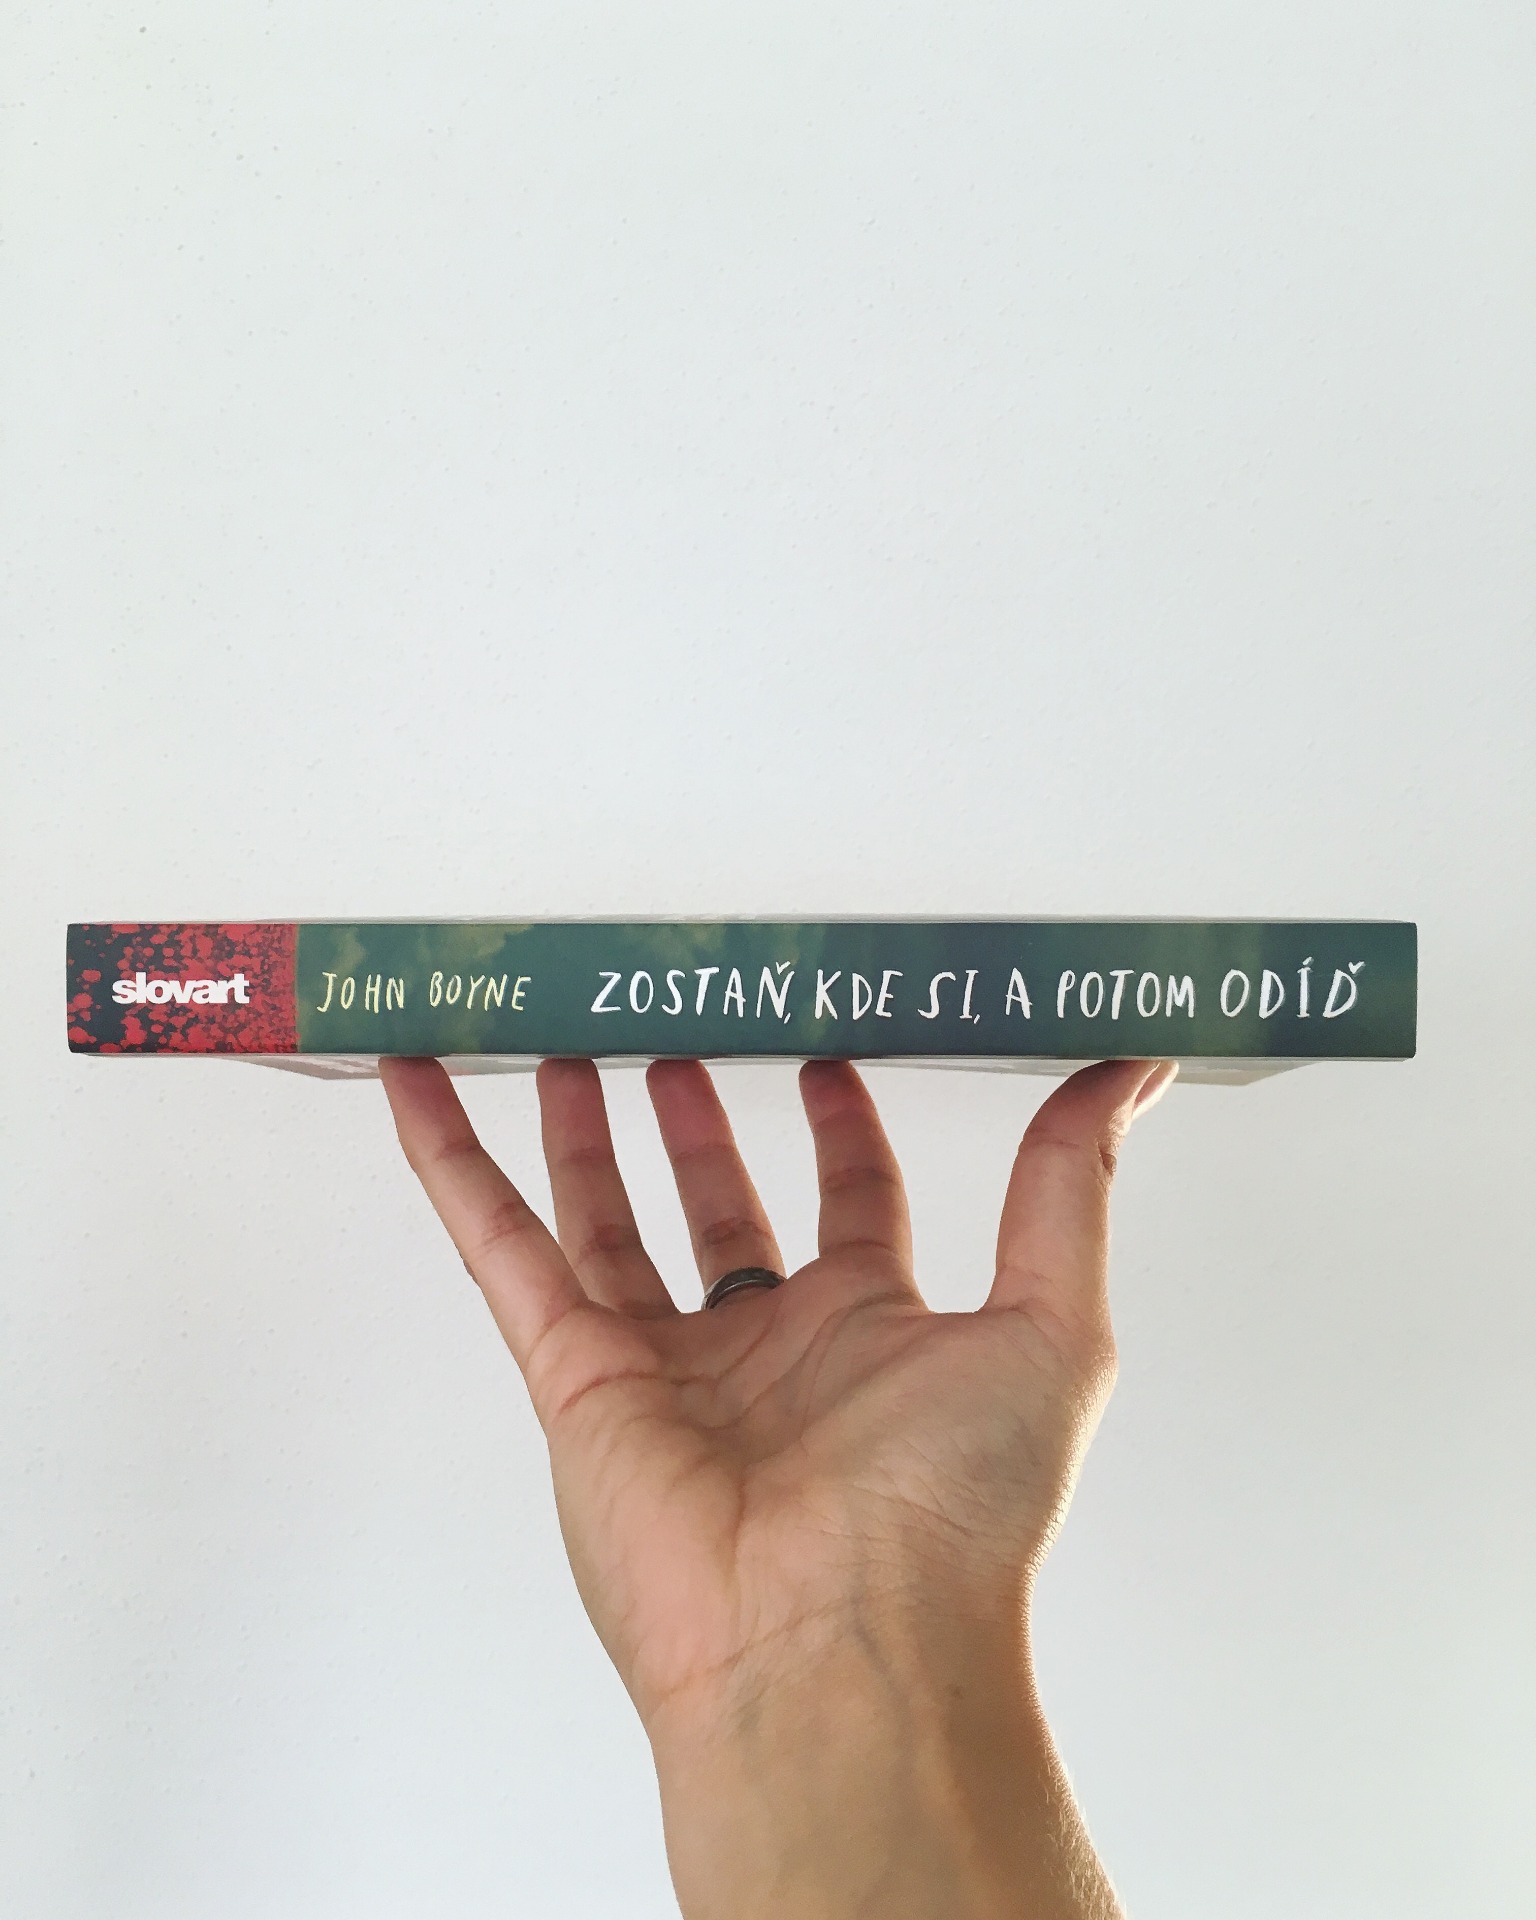 slovart JOHN BOYNE ZOSTAŇ, KDE SI, A POTOM ODÍĎ